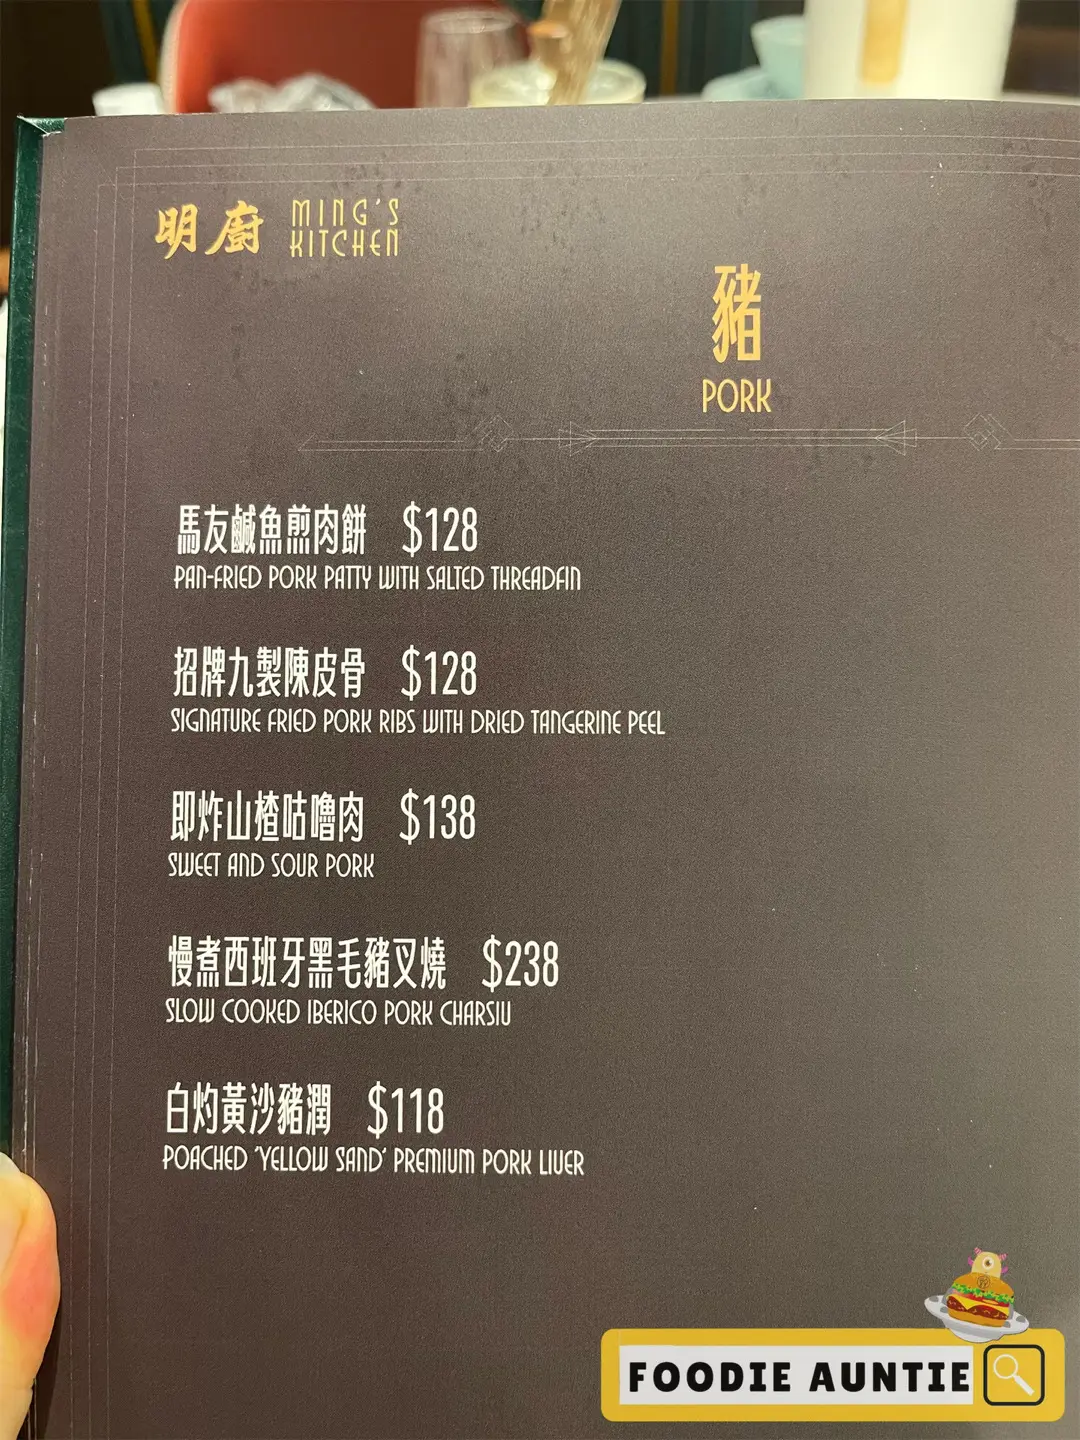 明廚
MING'S
KITCHEN
豬
PORK
馬友鹹魚煎肉餅 $128
PAN-FRIED PORK PATTY WITH SALTED THREADFIN
招牌九製陳皮骨 $128
SIGNATURE FRIED PORK RIBS WITH DRIED TANGERINE PEEL
即炸山楂咕嚕肉 $138
SWEET AND SOUR PORK
慢煮西班牙黑毛豬叉燒 $238
SLOW COOKED IBERICO PORK CHARSIU
白灼黃沙豬潤 $118
POACHED 'YELLOW SAND' PREMIUM PORK LIVER
FOODIE AUNTIE